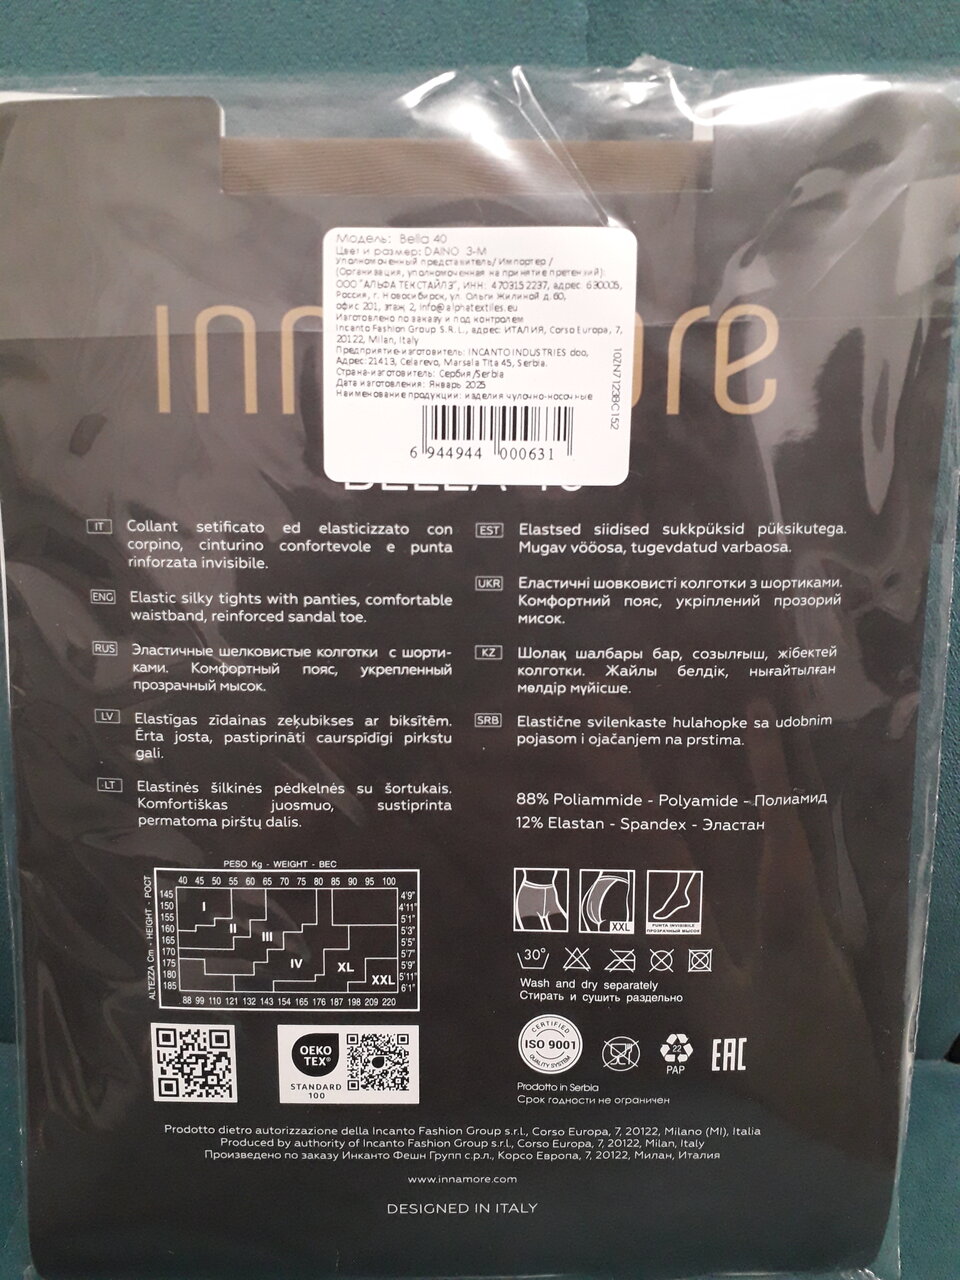 Модель: Bella 40
Цвет и размер: DAINO 3-M
Уполномоченный представитель/ Импортер /
(Организация, уполномоченная на принятие претензий):
ООО "АЛЬФА ТЕКСТАЙЛЗ", ИНН: 4703152237, адрес: 630005,
Россия, г. Новосибирск, ул. Ольги Жилиной д. 60,
офис 201, этаж 2, info@alphatextiles.eu
Изготовлено по заказу и под контролем
Incanto Fashion Group S.R.L., адрес: ИТАЛИЯ, Corso Europa, 7,
20122, Milan, Italy
Предприятие-изготовитель: INCANTO INDUSTRIES doo,
Адрес: 21413, Celarevo, Marsala Tita 45, Serbia.
Страна-изготовитель: Сербия /Serbia
Дата изготовления: Январь 2025
Наименование продукции: изделия чулочно-носочные
6 944944 000631
inn ore
BELLA 40
IT Collant setificato ed elasticizzato con
corpino, cinturino confortevole e punta
rinforzata invisibile.
ENG Elastic silky tights with panties, comfortable
waistband, reinforced sandal toe.
RUS Эластичные шелковистые колготки с шорти-
ками. Комфортный пояс, укрепленный
прозрачный мысок.
LV Elastīgas zīdainas zeķubikses ar biksītēm.
Ērta josta, pastiprināti caurspīdīgi pirkstu
gali.
LT Elastinės šilkinės pėdkelnės su šortukais.
Komfortiškas juosmuo, sustiprinta
permatoma pirštų dalis.
EST Elastsed siidised sukkpüksid püksikutega.
Mugav vööosa, tugevdatud varbaosa.
UKR Еластичні шовковисті колготки з шортиками.
Комфортний пояс, укріплений прозорий
мисок.
KZ Шолақ шалбары бар, созылғыш, жібектей
колготки. Жайлы белдік, нығайтылған
мөлдір мүйісше.
SRB Elastične svilenkaste hulahopke sa udobnim
pojasom i ojačanjem na prstima.
88% Poliammide - Polyamide - Полиамид
12% Elastan - Spandex - Эластан
PESO Kg - WEIGHT - ВЕС
40 45 50 55 60 65 70 75 80 85 90 95 100
ALTEZZA Cm - HEIGHT - РОСТ
145 4'9"
150 I 4'11"
155 5'1"
160 II 5'3"
165 III 5'5"
170 5'7"
175 IV XL 5'9"
180 XXL 5'11"
185 6'1"
88 99 110 121 132 143 154 165 176 187 198 209 220
XXL
PUNTA INVISIBILE
ПРОЗРАЧНЫЙ МЫСОК
30°
Wash and dry separately
Стирать и сушить раздельно
OEKO
TEX®
STANDARD
100
CERTIFIED
ISO 9001
QUALITY SYSTEM
22
PAP
EAC
Prodotto in Serbia
Срок годности не ограничен
Prodotto dietro autorizzazione della Incanto Fashion Group s.r.l., Corso Europa, 7, 20122, Milano (MI), Italia
Produced by authority of Incanto Fashion Group s.r.l., Corso Europa, 7, 20122, Milan, Italy
Произведено по заказу Инканто Фешн Групп с.р.л., Корсо Европа, 7, 20122, Милан, Италия
www.innamore.com
DESIGNED IN ITALY